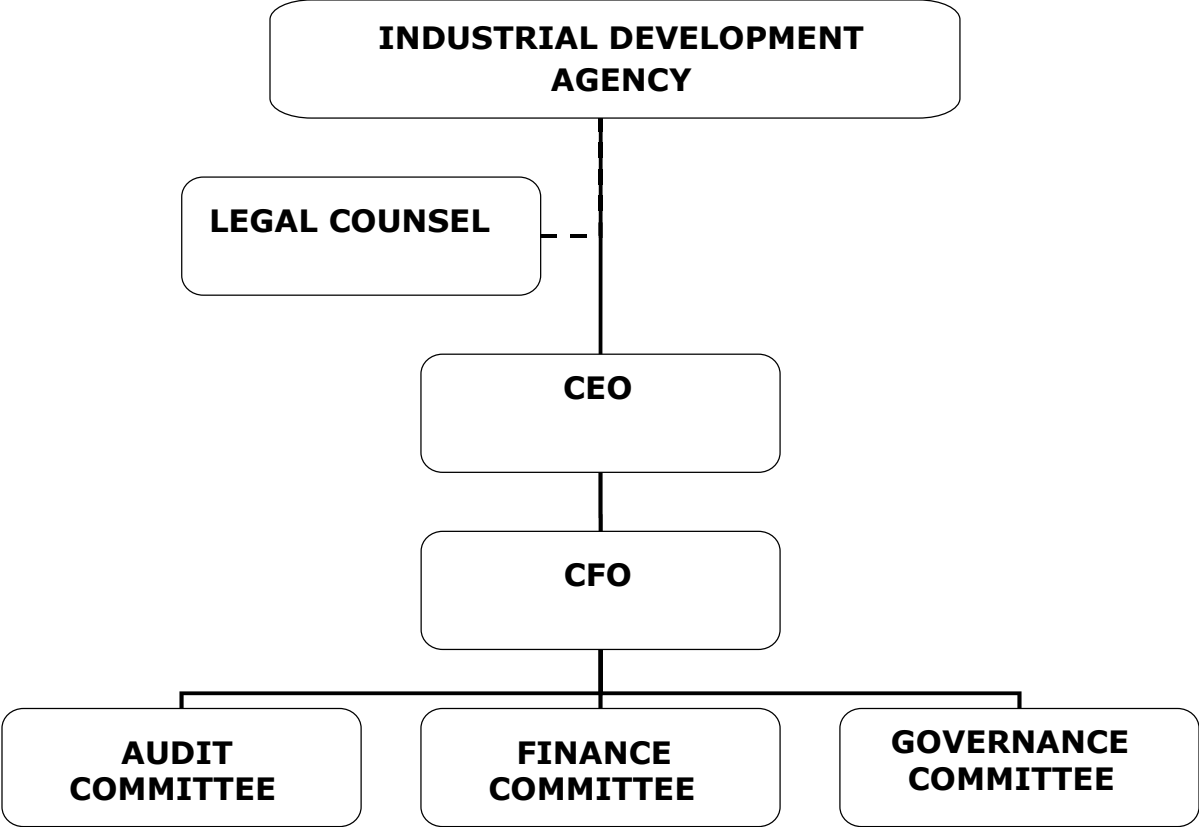 INDUSTRIAL DEVELOPMENT
AGENCY
LEGAL COUNSEL
CEO
CFO
AUDIT
COMMITTEE
FINANCE
COMMITTEE
GOVERNANCE
COMMITTEE